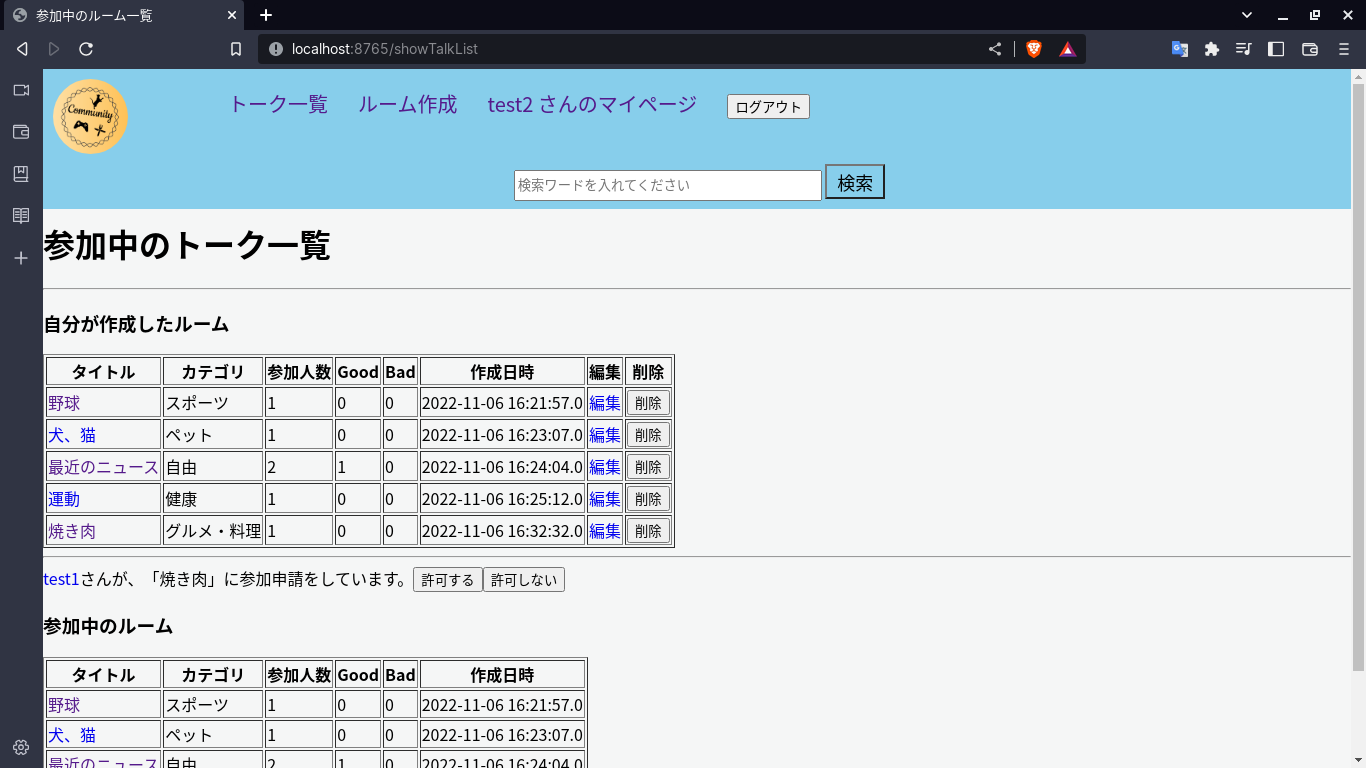 参加中のルーム一覧
localhost:8765/showTalkList
Community
トーク一覧 ルーム作成 test2 さんのマイページ ログアウト
検索ワードを入れてください 検索
参加中のトーク一覧
自分が作成したルーム
タイトル カテゴリ 参加人数 Good Bad 作成日時 編集 削除
野球 スポーツ 1 0 0 2022-11-06 16:21:57.0 編集 削除
犬、猫 ペット 1 0 0 2022-11-06 16:23:07.0 編集 削除
最近のニュース 自由 2 1 0 2022-11-06 16:24:04.0 編集 削除
運動 健康 1 0 0 2022-11-06 16:25:12.0 編集 削除
焼き肉 グルメ・料理 1 0 0 2022-11-06 16:32:32.0 編集 削除
test1さんが、「焼き肉」に参加申請をしています。 許可する 許可しない
参加中のルーム
タイトル カテゴリ 参加人数 Good Bad 作成日時
野球 スポーツ 1 0 0 2022-11-06 16:21:57.0
犬、猫 ペット 1 0 0 2022-11-06 16:23:07.0
最近のニュース 自由 2 1 0 2022-11-06 16:24:04.0